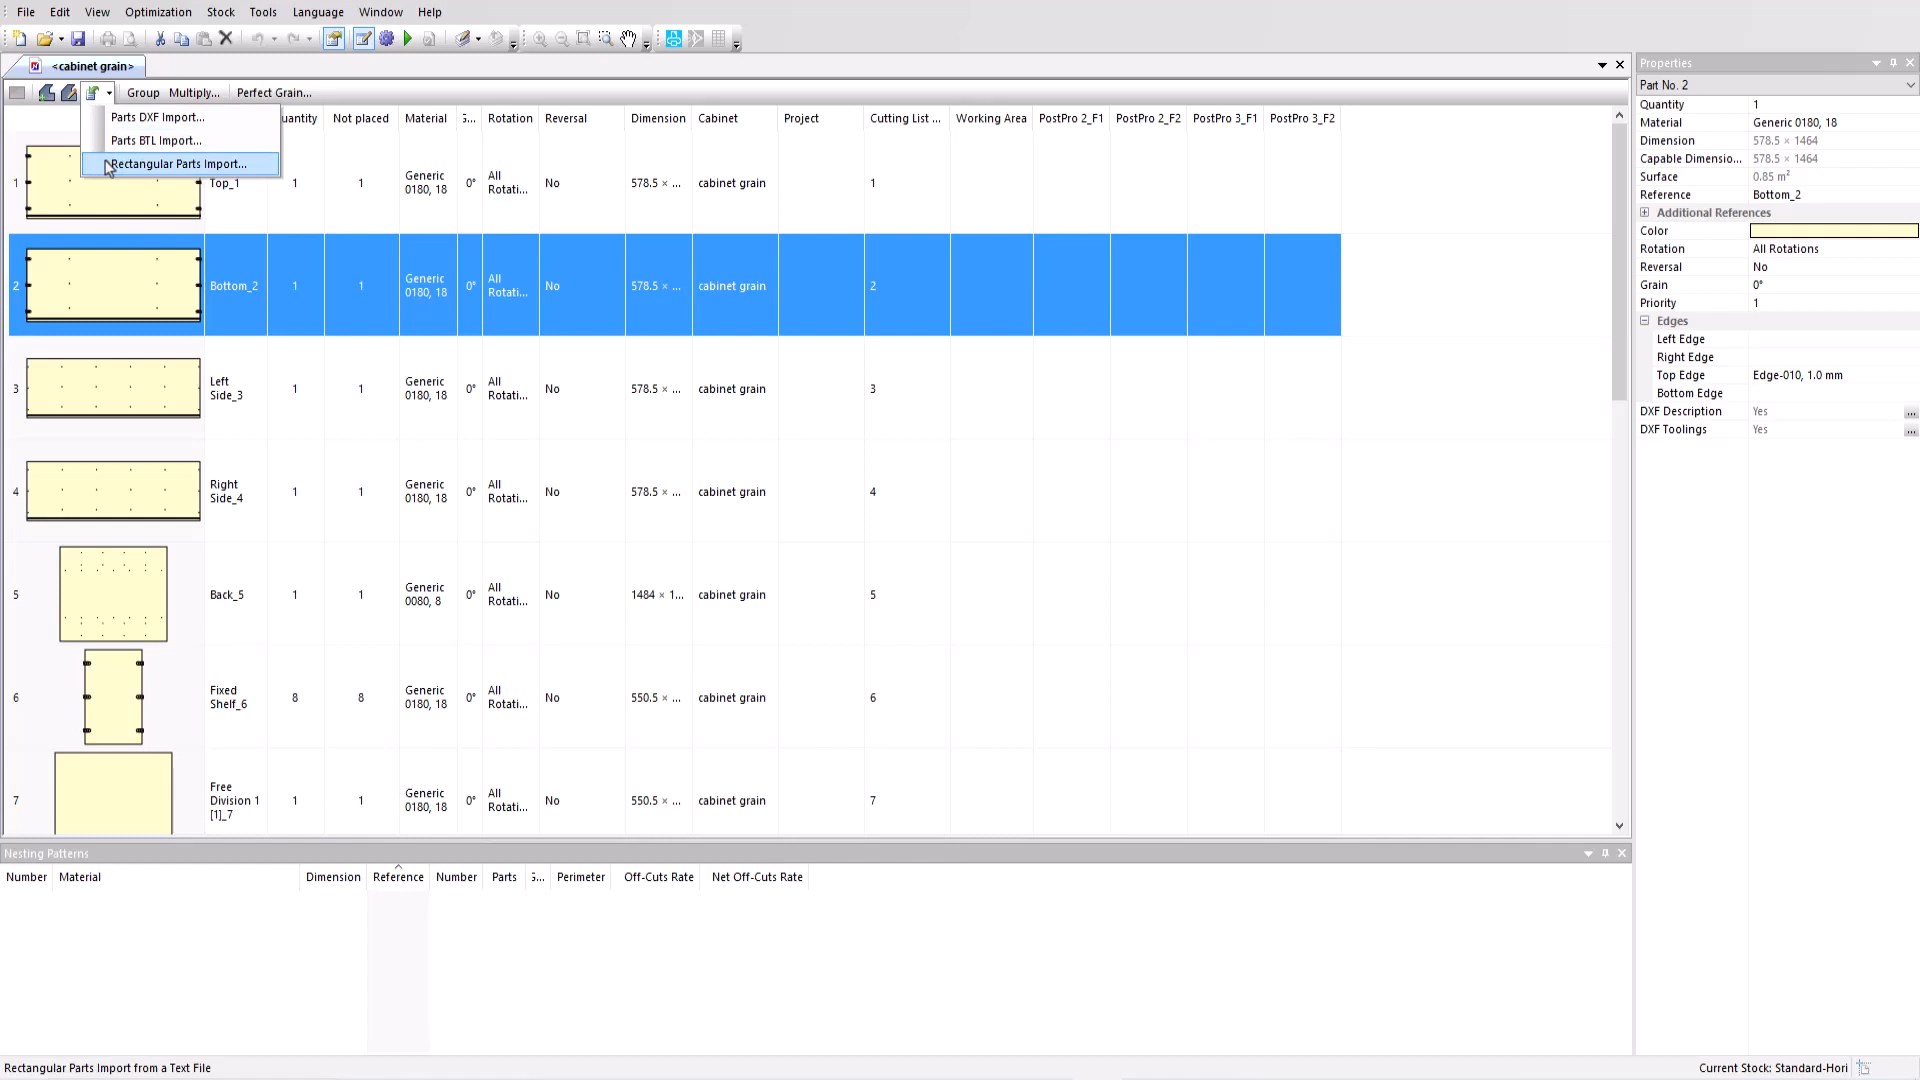 File Edit View Optimization Stock Tools Language Window Help
<cabinet grain>
Group Multiply... Perfect Grain...
Parts DXF Import...
Parts BTL Import...
Rectangular Parts Import...
uantity Not placed Material S... Rotation Reversal Dimension Cabinet Project Cutting List ... Working Area PostPro 2_F1 PostPro 2_F2 PostPro 3_F1 PostPro 3_F2
1 Top_1 1 1 Generic 0180, 18 0° All Rotati... No 578.5 × ... cabinet grain 1
2 Bottom_2 1 1 Generic 0180, 18 0° All Rotati... No 578.5 × ... cabinet grain 2
3 Left Side_3 1 1 Generic 0180, 18 0° All Rotati... No 578.5 × ... cabinet grain 3
4 Right Side_4 1 1 Generic 0180, 18 0° All Rotati... No 578.5 × ... cabinet grain 4
5 Back_5 1 1 Generic 0080, 8 0° All Rotati... No 1484 × 1... cabinet grain 5
6 Fixed Shelf_6 8 8 Generic 0180, 18 0° All Rotati... No 550.5 × ... cabinet grain 6
7 Free Division 1 [1]_7 1 1 Generic 0180, 18 0° All Rotati... No 550.5 × ... cabinet grain 7
Nesting Patterns
Number Material Dimension Reference Number Parts Perimeter Off-Cuts Rate Net Off-Cuts Rate
Rectangular Parts Import from a Text File
Properties
Part No. 2
Quantity 1
Material Generic 0180, 18
Dimension 578.5 × 1464
Capable Dimensio... 578.5 × 1464
Surface 0.85 m²
Reference Bottom_2
Additional References
Color
Rotation All Rotations
Reversal No
Grain 0°
Priority 1
Edges
Left Edge
Right Edge
Top Edge Edge-010, 1.0 mm
Bottom Edge
DXF Description Yes ...
DXF Toolings Yes ...
Current Stock: Standard-Hori